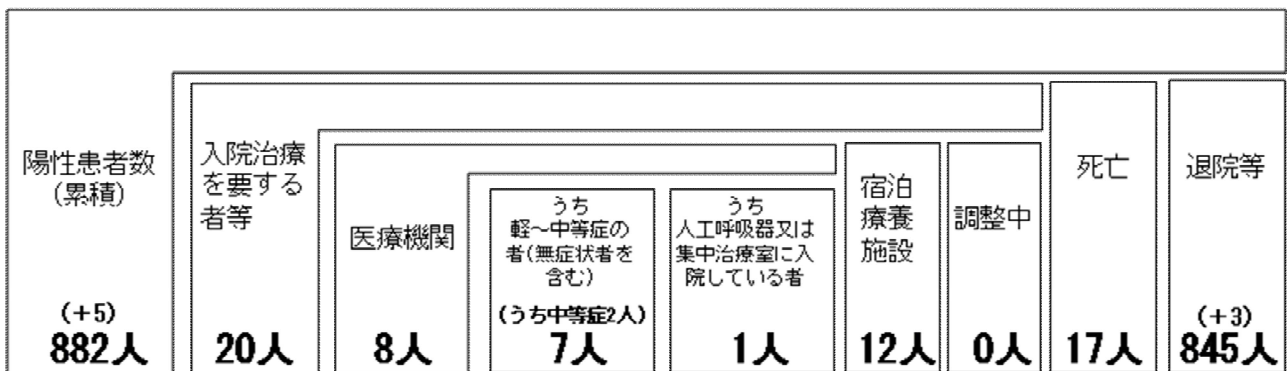 陽性患者数
(累積)
(+5)
882人
入院治療
を要する
者等
20人
医療機関
8人
うち
軽～中等症の
者(無症状者を
含む)
(うち中等症2人)
7人
うち
人工呼吸器又は
集中治療室に入
院している者
1人
宿泊
療養
施設
12人
調整中
0人
死亡
17人
退院等
(+3)
845人